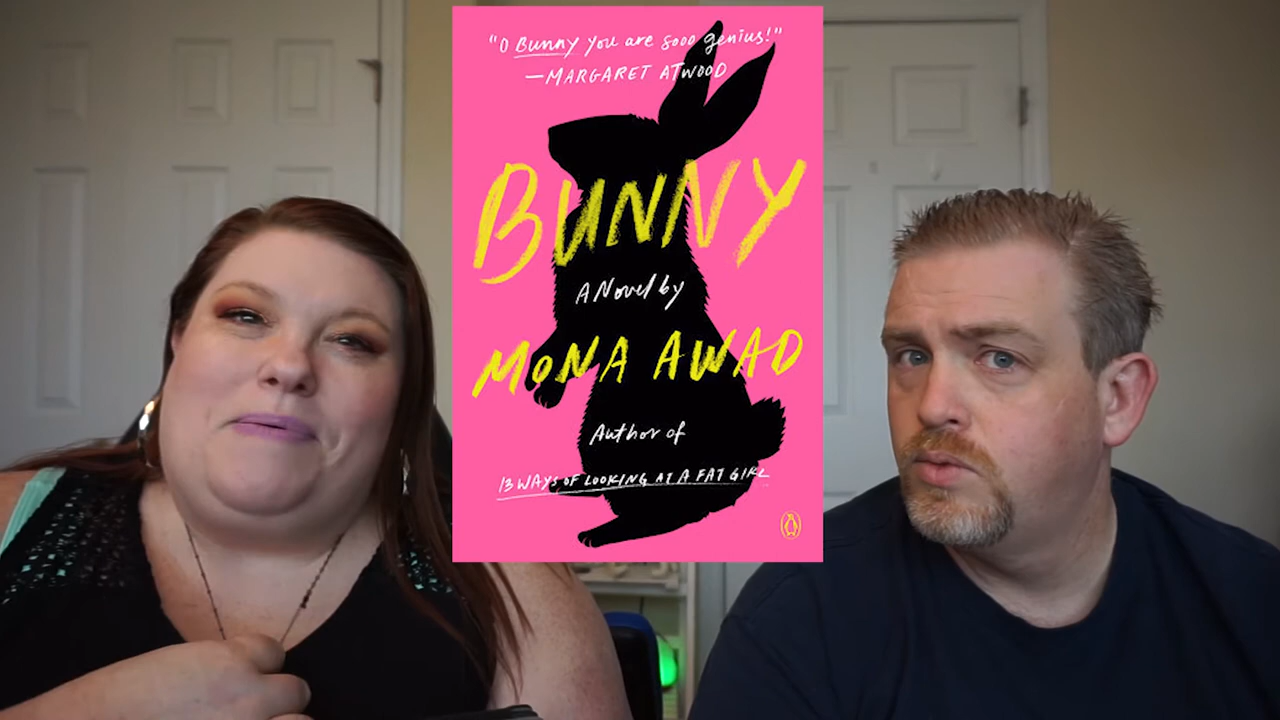 "O Bunny you are sooo genius!"
—MARGARET ATWOOD
BUNNY
A Novel by
MONA AWAD
Author of
13 WAYS OF LOOKING AT A FAT GIRL